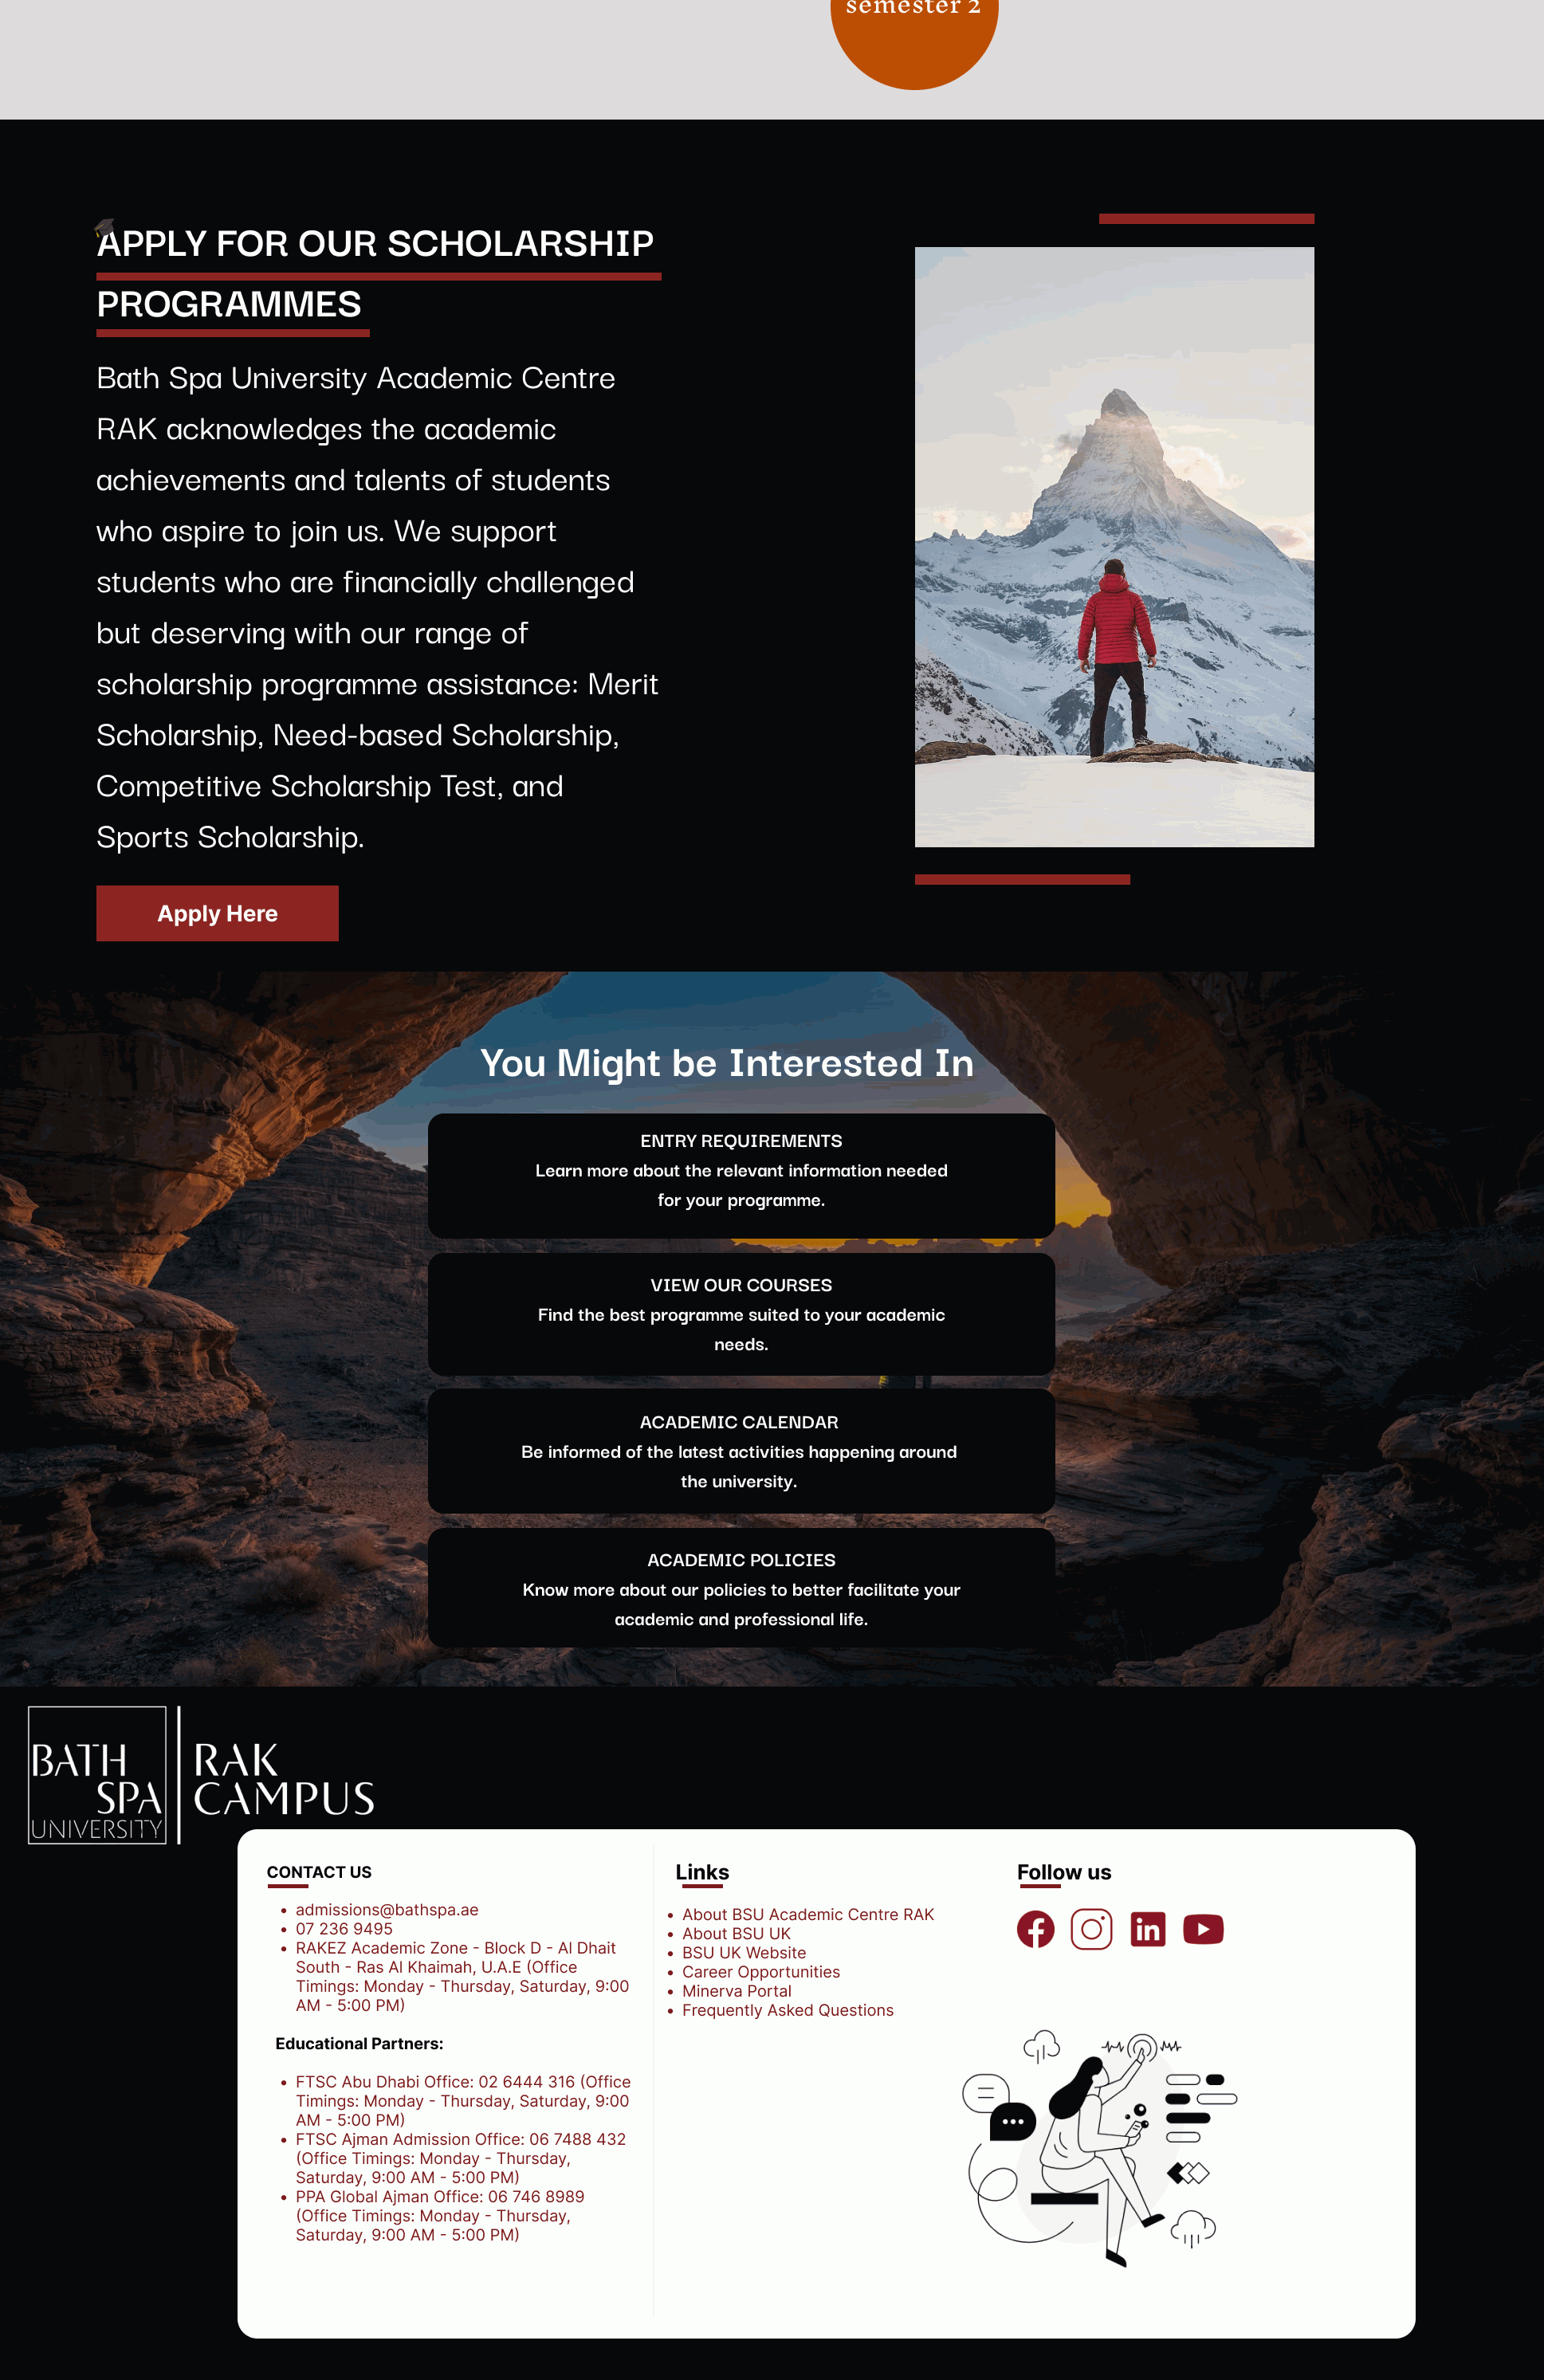 semester 2
APPLY FOR OUR SCHOLARSHIP
PROGRAMMES
Bath Spa University Academic Centre
RAK acknowledges the academic
achievements and talents of students
who aspire to join us. We support
students who are financially challenged
but deserving with our range of
scholarship programme assistance: Merit
Scholarship, Need-based Scholarship,
Competitive Scholarship Test, and
Sports Scholarship.
Apply Here
You Might be Interested In
ENTRY REQUIREMENTS
Learn more about the relevant information needed
for your programme.
VIEW OUR COURSES
Find the best programme suited to your academic
needs.
ACADEMIC CALENDAR
Be informed of the latest activities happening around
the university.
ACADEMIC POLICIES
Know more about our policies to better facilitate your
academic and professional life.
BATH
SPA
UNIVERSITY
RAK
CAMPUS
CONTACT US
• admissions@bathspa.ae
• 07 236 9495
• RAKEZ Academic Zone - Block D - Al Dhait
South - Ras Al Khaimah, U.A.E (Office
Timings: Monday - Thursday, Saturday, 9:00
AM - 5:00 PM)
Educational Partners:
• FTSC Abu Dhabi Office: 02 6444 316 (Office
Timings: Monday - Thursday, Saturday, 9:00
AM - 5:00 PM)
• FTSC Ajman Admission Office: 06 7488 432
(Office Timings: Monday - Thursday,
Saturday, 9:00 AM - 5:00 PM)
• PPA Global Ajman Office: 06 746 8989
(Office Timings: Monday - Thursday,
Saturday, 9:00 AM - 5:00 PM)
Links
• About BSU Academic Centre RAK
• About BSU UK
• BSU UK Website
• Career Opportunities
• Minerva Portal
• Frequently Asked Questions
Follow us